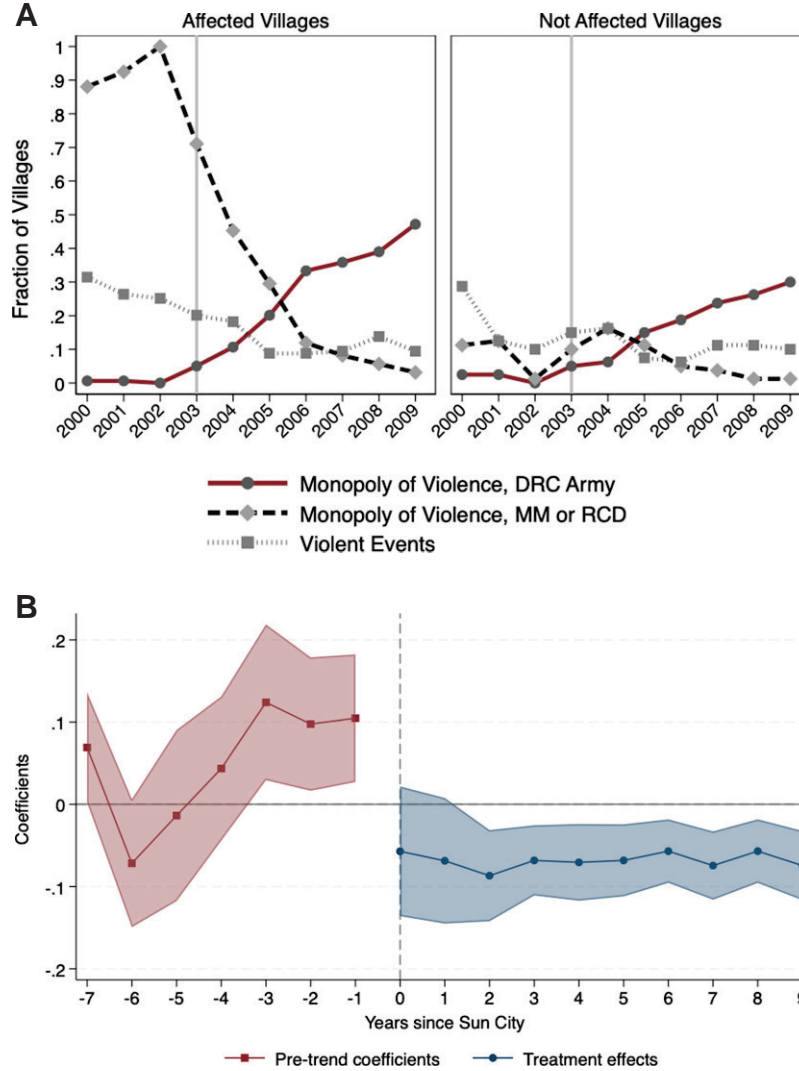 A
Affected Villages
Not Affected Villages
Fraction of Villages
1
.9
.8
.7
.6
.5
.4
.3
.2
.1
0
2000 2001 2002 2003 2004 2005 2006 2007 2008 2009
2000 2001 2002 2003 2004 2005 2006 2007 2008 2009
Monopoly of Violence, DRC Army
Monopoly of Violence, MM or RCD
Violent Events
B
Coefficients
.2
.1
0
-.1
-.2
-7 -6 -5 -4 -3 -2 -1 0 1 2 3 4 5 6 7 8 9
Years since Sun City
Pre-trend coefficients
Treatment effects